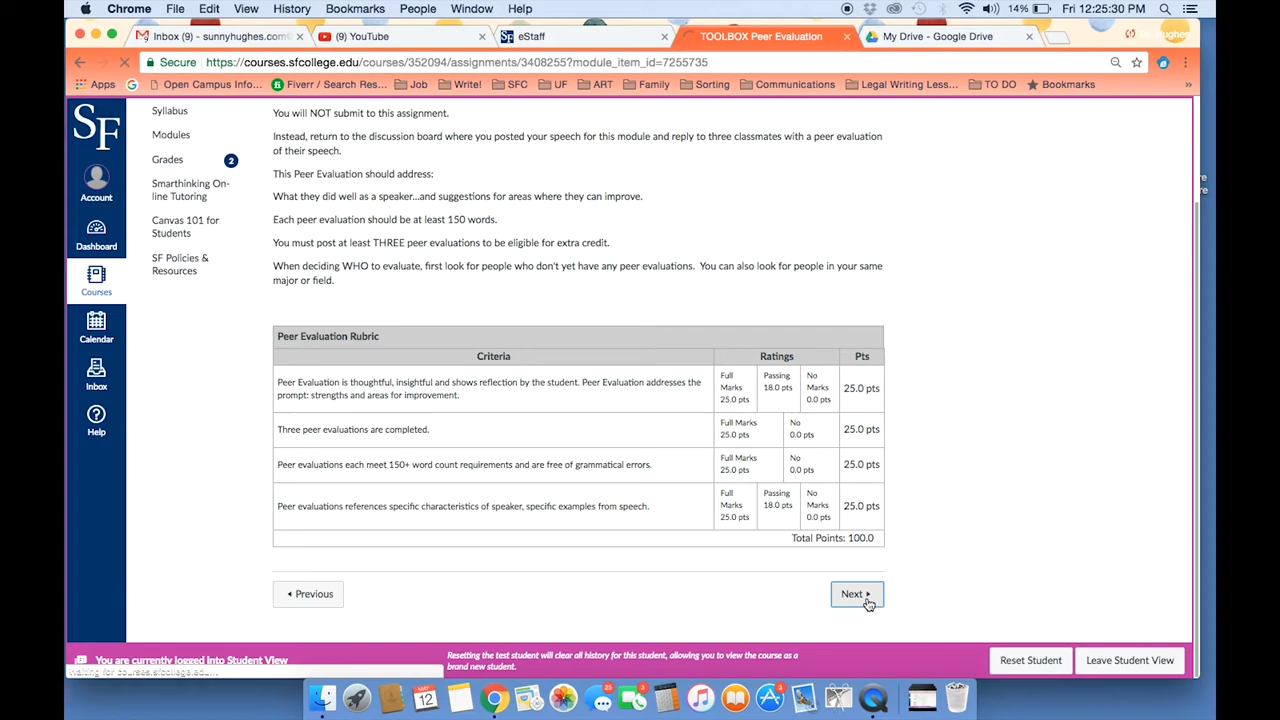 Chrome File Edit View History Bookmarks People Window Help 14% Fri 12:25:30 PM
Inbox (9) - sunnyhughes.com (9) YouTube eStaff TOOLBOX Peer Evaluation My Drive - Google Drive Hughes
Secure https://courses.sfcollege.edu/courses/352094/assignments/3408255?module_item_id=7255735
Apps Open Campus Info... Fiverr / Search Res... Job Write! SFC UF ART Family Sorting Communications Legal Writing Less... TO DO Bookmarks »
SF
Account
Dashboard
Courses
Calendar
Inbox
Help
Syllabus
Modules
Grades 2
Smarthinking On-
line Tutoring
Canvas 101 for
Students
SF Policies &
Resources
You will NOT submit to this assignment.
Instead, return to the discussion board where you posted your speech for this module and reply to three classmates with a peer evaluation
of their speech.
This Peer Evaluation should address:
What they did well as a speaker...and suggestions for areas where they can improve.
Each peer evaluation should be at least 150 words.
You must post at least THREE peer evaluations to be eligible for extra credit.
When deciding WHO to evaluate, first look for people who don't yet have any peer evaluations. You can also look for people in your same
major or field.
Peer Evaluation Rubric
Criteria Ratings Pts
Peer Evaluation is thoughtful, insightful and shows reflection by the student. Peer Evaluation addresses the
prompt: strengths and areas for improvement.
Full
Marks
25.0 pts
Passing
18.0 pts
No
Marks
0.0 pts
25.0 pts
Three peer evaluations are completed.
Full Marks
25.0 pts
No
0.0 pts
25.0 pts
Peer evaluations each meet 150+ word count requirements and are free of grammatical errors.
Full Marks
25.0 pts
No
0.0 pts
25.0 pts
Peer evaluations references specific characteristics of speaker, specific examples from speech.
Full
Marks
25.0 pts
Passing
18.0 pts
No
Marks
0.0 pts
25.0 pts
Total Points: 100.0
Previous
Next
You are currently logged into Student View
Resetting the test student will clear all history for this student, allowing you to view the course as a
brand new student.
Reset Student
Leave Student View
waiting for courses.sfcollege.edu...
MAY
12